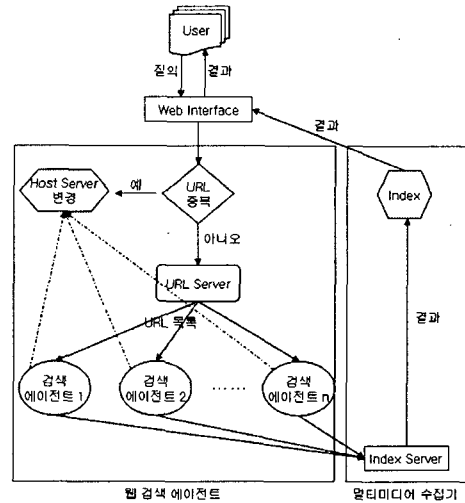 User
질의
결과
Web Interface
결과
Host Server
변경
예
URL
중복
Index
아니오
URL Server
URL 목록
결과
검색
에이전트 1
검색
에이전트 2
......
검색
에이전트 n
Index Server
웹 검색 에이전트
멀티미디어 수집기